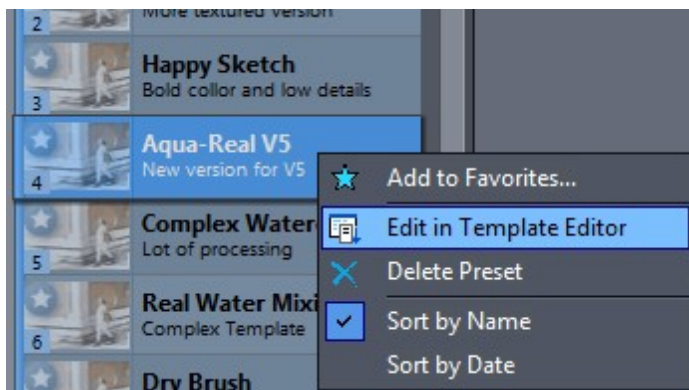 More textured version
2
Happy Sketch
Bold collor and low details
3
Aqua-Real V5
New version for V5
4
Complex Water
Lot of processing
5
Real Water Mixi
Complex Template
6
Dry Brush
Add to Favorites...
Edit in Template Editor
Delete Preset
Sort by Name
Sort by Date